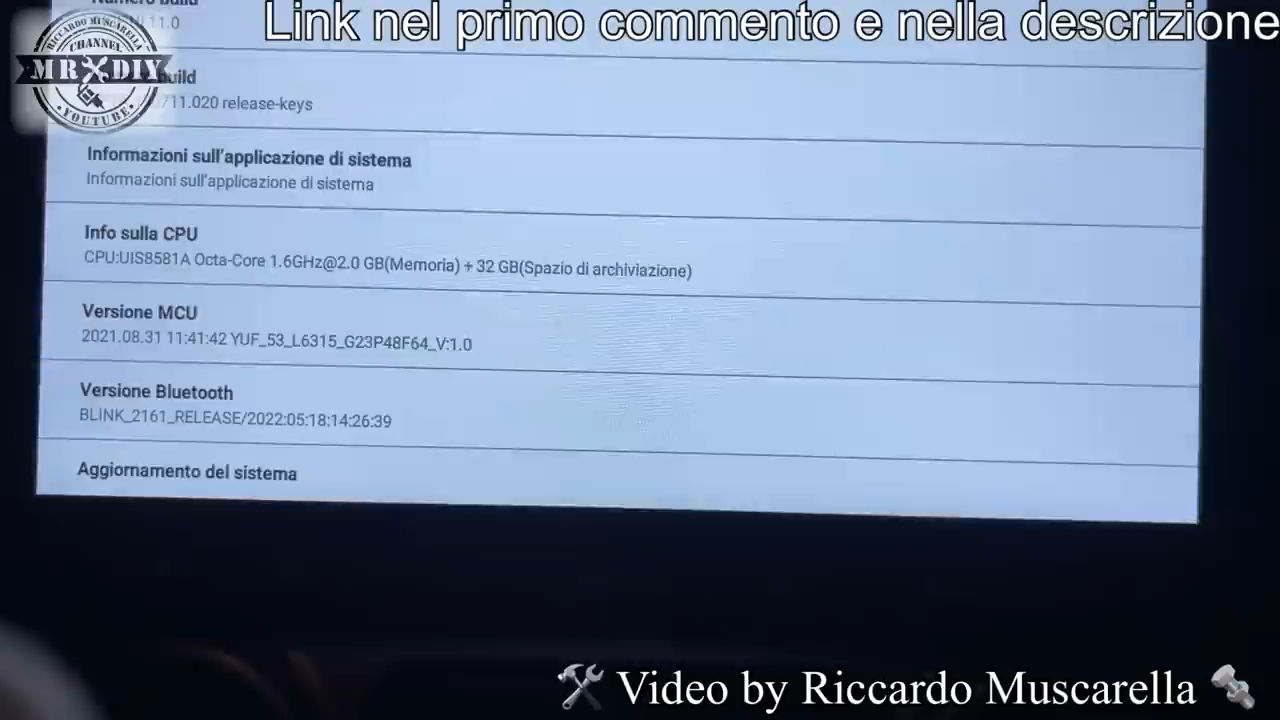 Link nel primo commento e nella descrizione
Numero build
11.0
RICCARDO MUSCARELLA
CHANNEL
MR DIY
YOUTUBE
build
711.020 release-keys
Informazioni sull'applicazione di sistema
Informazioni sull'applicazione di sistema
Info sulla CPU
CPU:UIS8581A Octa-Core 1.6GHz@2.0 GB(Memoria) + 32 GB(Spazio di archiviazione)
Versione MCU
2021.08.31 11:41:42 YUF_53_L6315_G23P48F64_V:1.0
Versione Bluetooth
BLINK_2161_RELEASE/2022:05:18:14:26:39
Aggiornamento del sistema
Video by Riccardo Muscarella